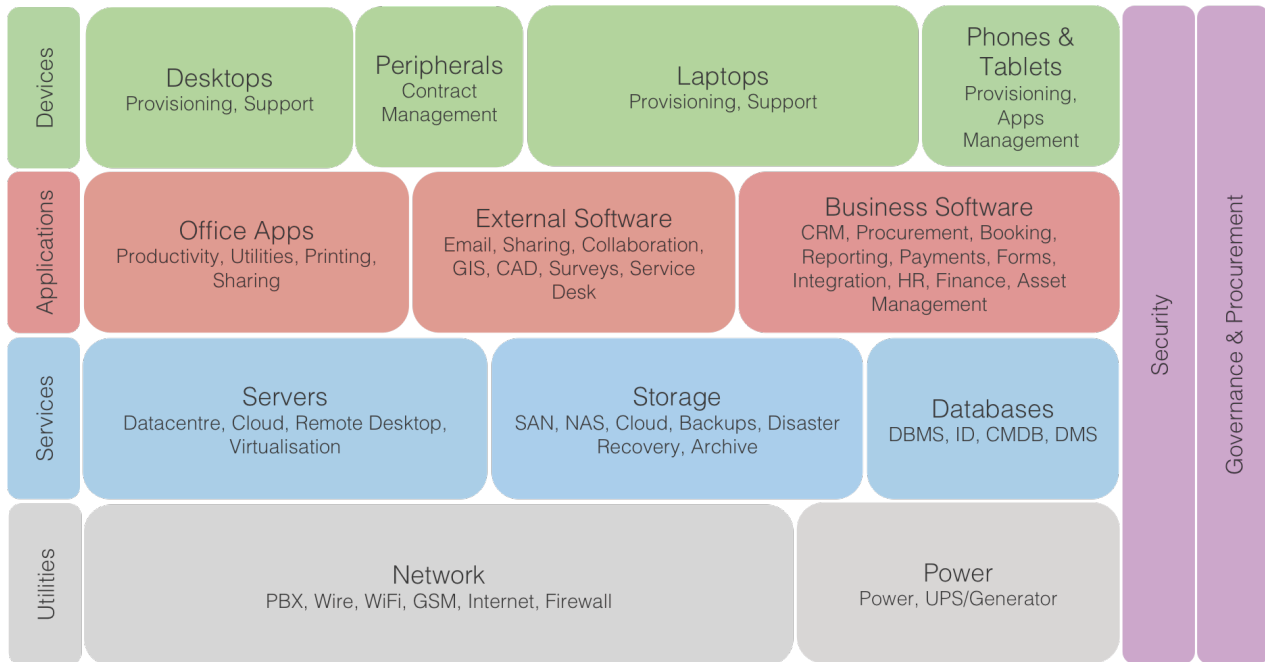 Devices
Desktops
Provisioning, Support
Peripherals
Contract
Management
Laptops
Provisioning, Support
Phones &
Tablets
Provisioning,
Apps
Management
Applications
Office Apps
Productivity, Utilities, Printing,
Sharing
External Software
Email, Sharing, Collaboration,
GIS, CAD, Surveys, Service
Desk
Business Software
CRM, Procurement, Booking,
Reporting, Payments, Forms,
Integration, HR, Finance, Asset
Management
Services
Servers
Datacentre, Cloud, Remote Desktop,
Virtualisation
Storage
SAN, NAS, Cloud, Backups, Disaster
Recovery, Archive
Databases
DBMS, ID, CMDB, DMS
Utilities
Network
PBX, Wire, WiFi, GSM, Internet, Firewall
Power
Power, UPS/Generator
Security
Governance & Procurement